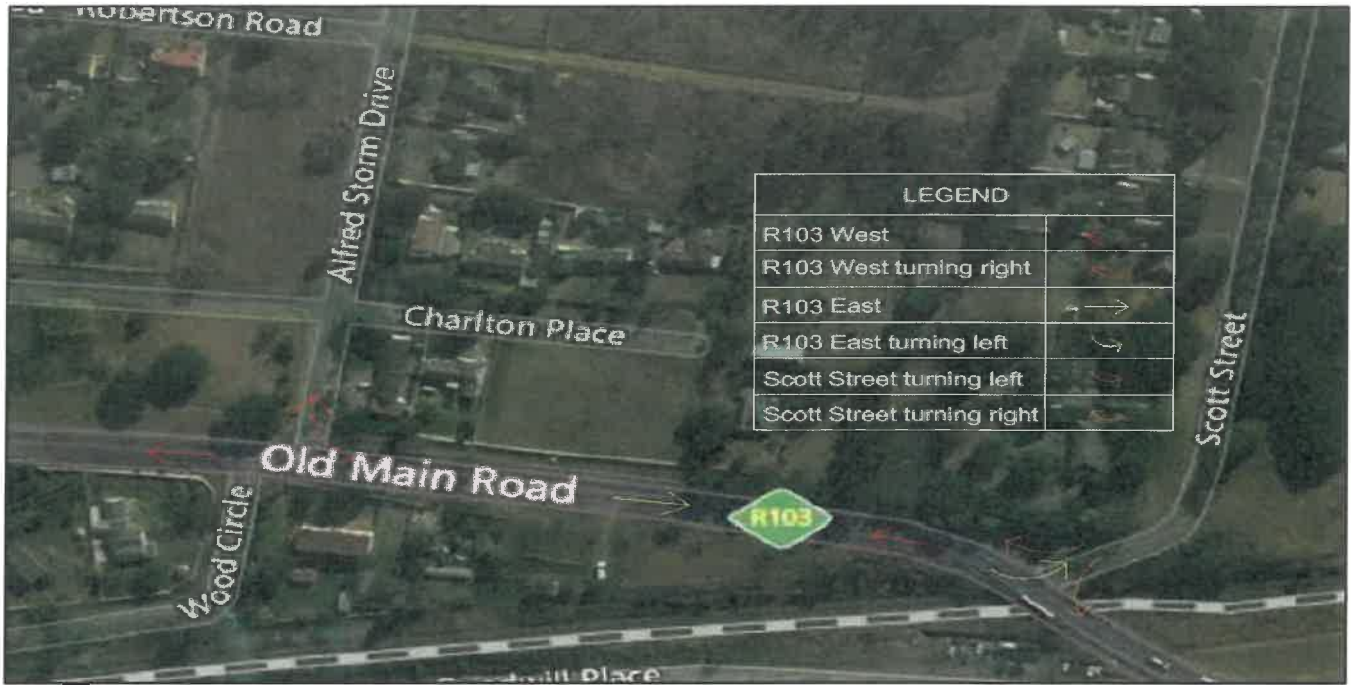 Robertson Road
Alfred Storm Drive
LEGEND
R103 West
R103 West turning right
R103 East
R103 East turning left
Scott Street turning left
Scott Street turning right
Charlton Place
Scott Street
Old Main Road
R103
Wood Circle
Place